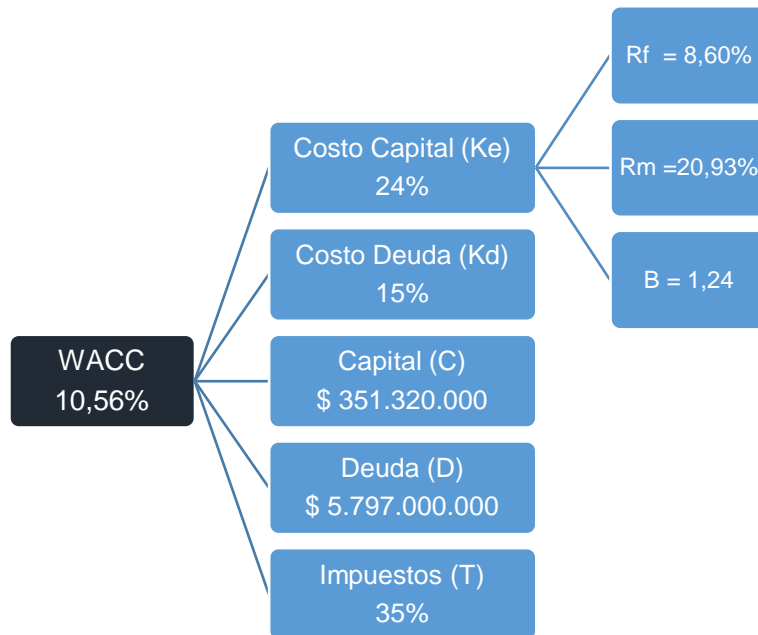 WACC
10,56%
Costo Capital (Ke)
24%
Costo Deuda (Kd)
15%
Capital (C)
$ 351.320.000
Deuda (D)
$ 5.797.000.000
Impuestos (T)
35%
Rf = 8,60%
Rm =20,93%
B = 1,24